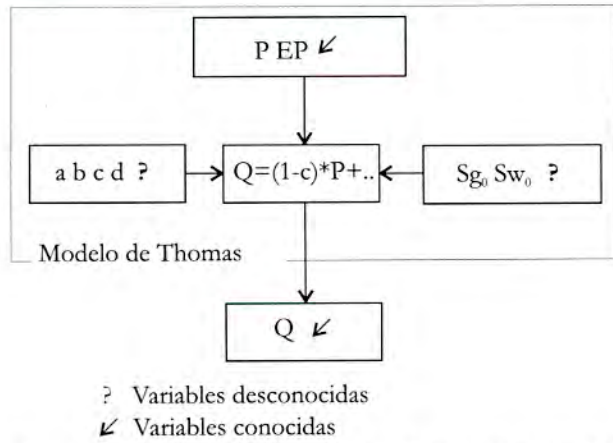 P EP ↙
a b c d ?
Q=(1-c)*P+..
Sg₀ Sw₀ ?
Modelo de Thomas
Q ↙
? Variables desconocidas
↙ Variables conocidas